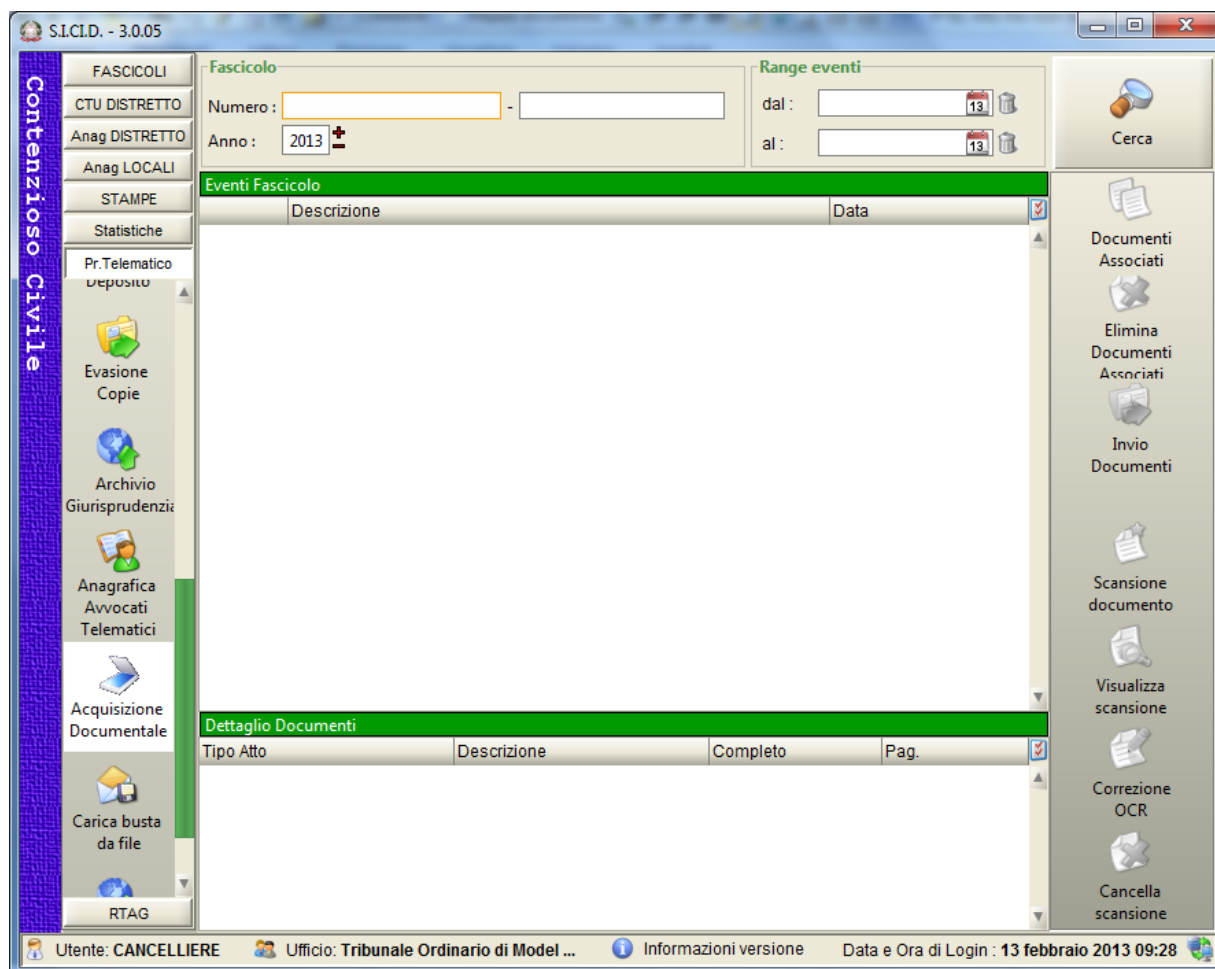 S.I.CI.D. - 3.0.05
Contenzioso Civile
FASCICOLI
CTU DISTRETTO
Anag DISTRETTO
Anag LOCALI
STAMPE
Statistiche
Pr.Telematico
Deposito
Evasione
Copie
Archivio
Giurisprudenzia
Anagrafica
Avvocati
Telematici
Acquisizione
Documentale
Carica busta
da file
RTAG
Fascicolo
Numero : -
Anno : 2013
Range eventi
dal : 13
al : 13
Cerca
Eventi Fascicolo
Descrizione Data
Dettaglio Documenti
Tipo Atto Descrizione Completo Pag.
Documenti
Associati
Elimina
Documenti
Associati
Invio
Documenti
Scansione
documento
Visualizza
scansione
Correzione
OCR
Cancella
scansione
Utente: CANCELLIERE Ufficio: Tribunale Ordinario di Model ... Informazioni versione Data e Ora di Login : 13 febbraio 2013 09:28